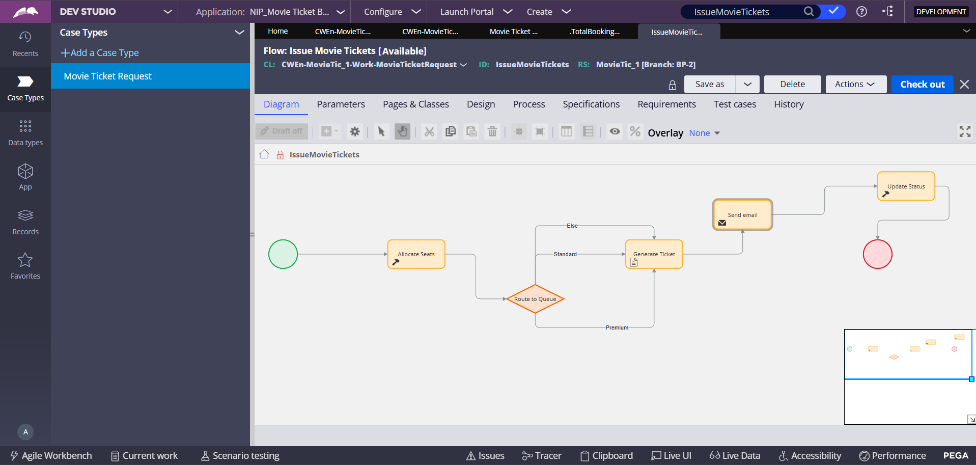 DEV STUDIO
Application: NIP_Movie Ticket B...
Configure
Launch Portal
Create
IssueMovieTickets
DEVELOPMENT
Recents
Case Types
Data types
App
Records
Favorites
A
Case Types
+Add a Case Type
Movie Ticket Request
Home
CWEn-MovieTic...
CWEn-MovieTic...
Movie Ticket ...
.TotalBooking...
IssueMovieTic...
Flow: Issue Movie Tickets [Available]
CL: CWEn-MovieTic_1-Work-MovieTicketRequest ID: IssueMovieTickets RS: MovieTic_1 [Branch: BP-2]
Save as
Delete
Actions
Check out
Diagram
Parameters
Pages & Classes
Design
Process
Specifications
Requirements
Test cases
History
Draft off
Overlay None
IssueMovieTickets
Update Status
Send email
Else
Allocate Seats
Standard
Generate Ticket
Route to Queue
Premium
Agile Workbench
Current work
Scenario testing
Issues
Tracer
Clipboard
Live UI
Live Data
Accessibility
Performance
PEGA